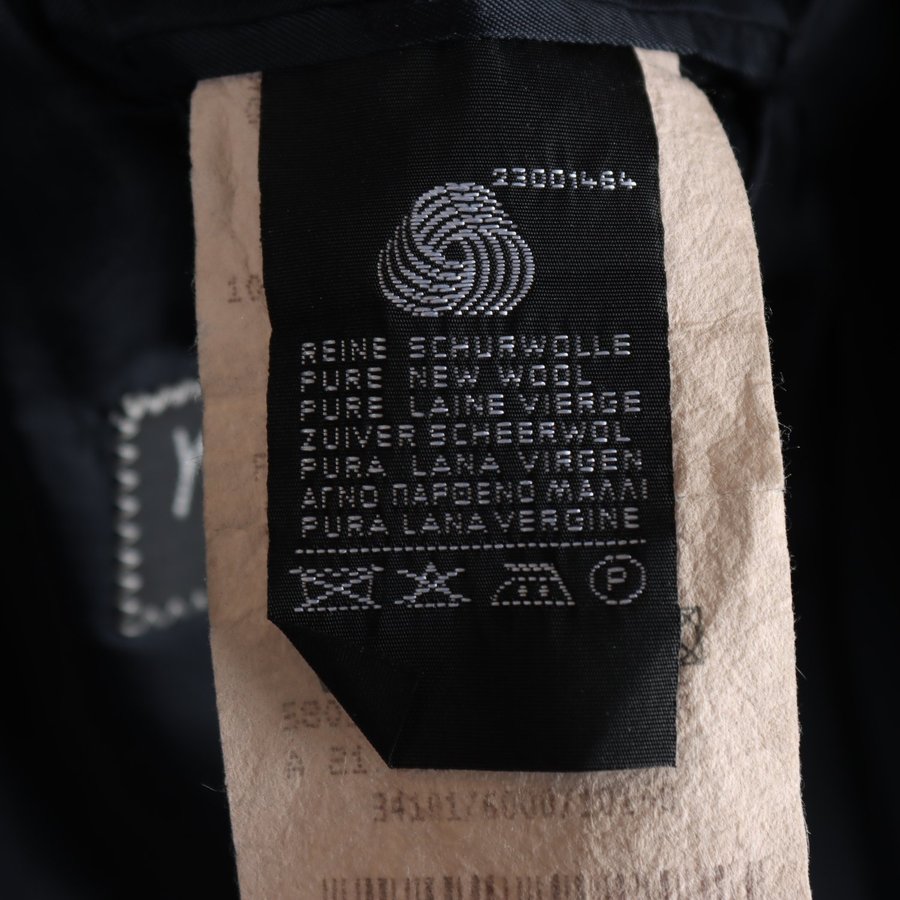 23001464
REINE SCHURWOLLE
PURE NEW WOOL
PURE LAINE VIERGE
ZUIVER SCHEERWOL
PURA LANA VIRGEN
ΑΓΝΟ ΠΑΡΘΕΝΟ ΜΑΛΛΙ
PURA LANA VERGINE
P